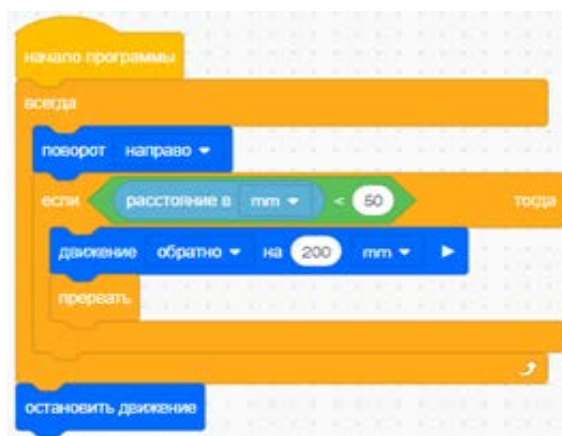 начало программы
всегда
поворот направо
если расстояние в mm < 50 тогда
движение обратно на 200 mm
прервать
остановить движение